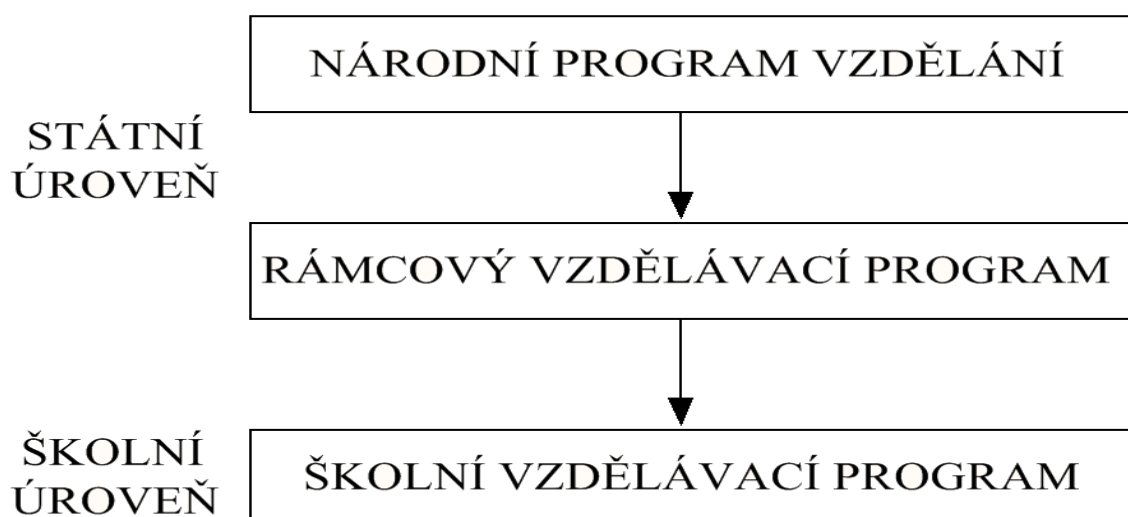 NÁRODNÍ PROGRAM VZDĚLÁNÍ
STÁTNÍ
ÚROVEŇ
RÁMCOVÝ VZDĚLÁVACÍ PROGRAM
ŠKOLNÍ
ÚROVEŇ
ŠKOLNÍ VZDĚLÁVACÍ PROGRAM